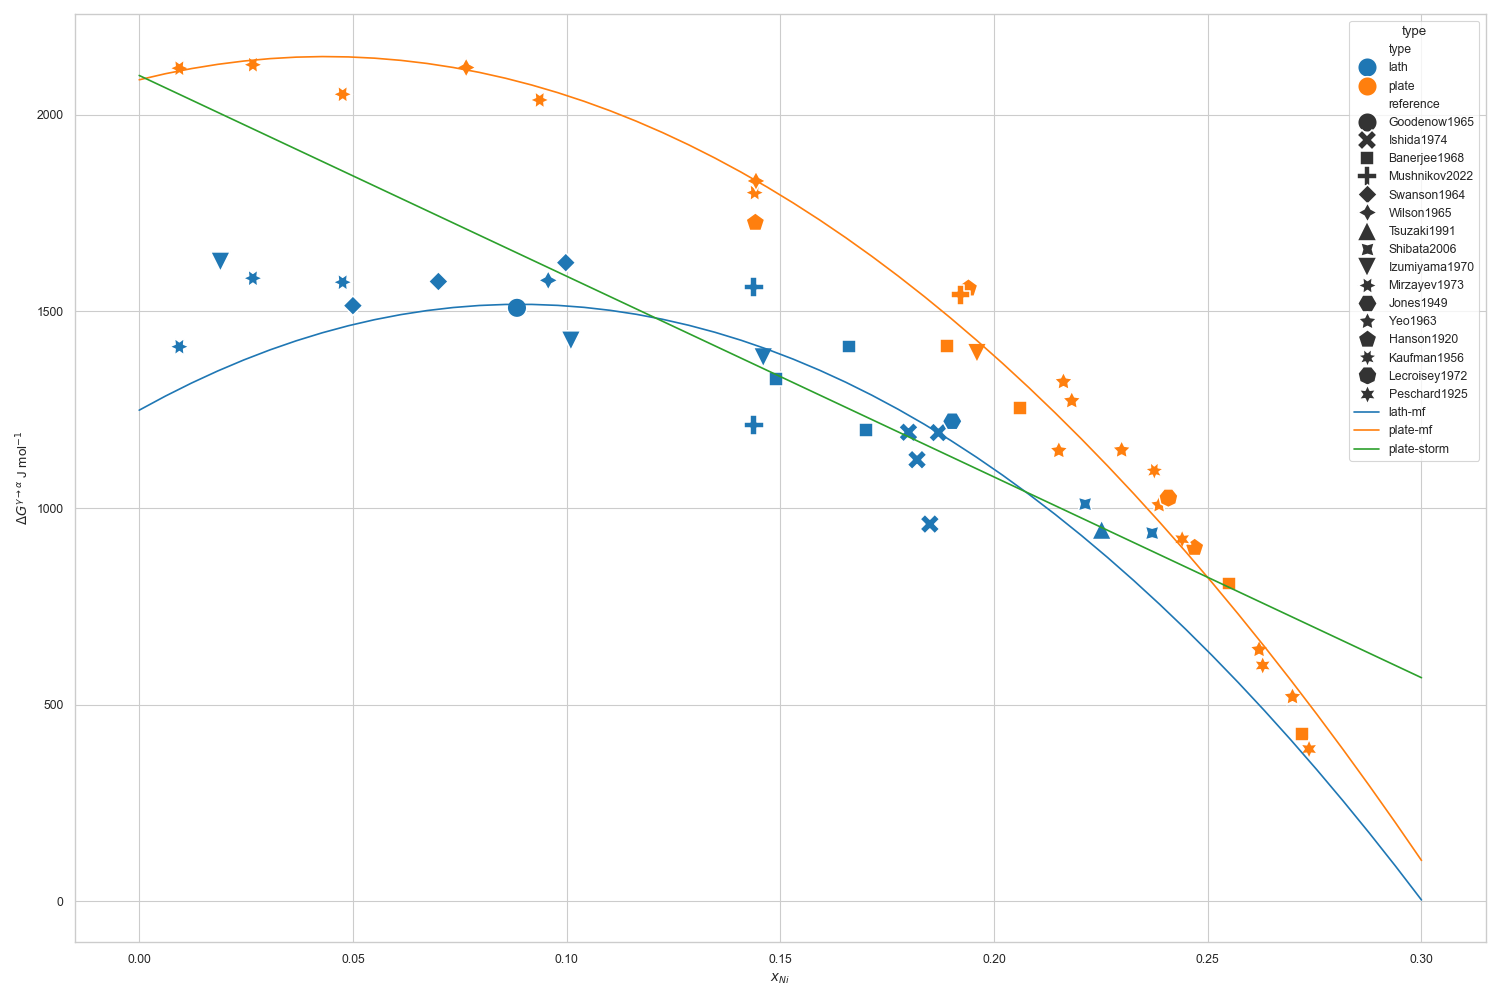 type
type
lath
plate
reference
Goodenow1965
Ishida1974
Banerjee1968
Mushnikov2022
Swanson1964
Wilson1965
Tsuzaki1991
Shibata2006
Izumiyama1970
Mirzayev1973
Jones1949
Yeo1963
Hanson1920
Kaufman1956
Lecroisey1972
Peschard1925
lath-mf
plate-mf
plate-storm
2000
1500
1000
500
0
ΔG^{γ→α} J mol⁻¹
0.00 0.05 0.10 0.15 0.20 0.25 0.30
x_{Ni}